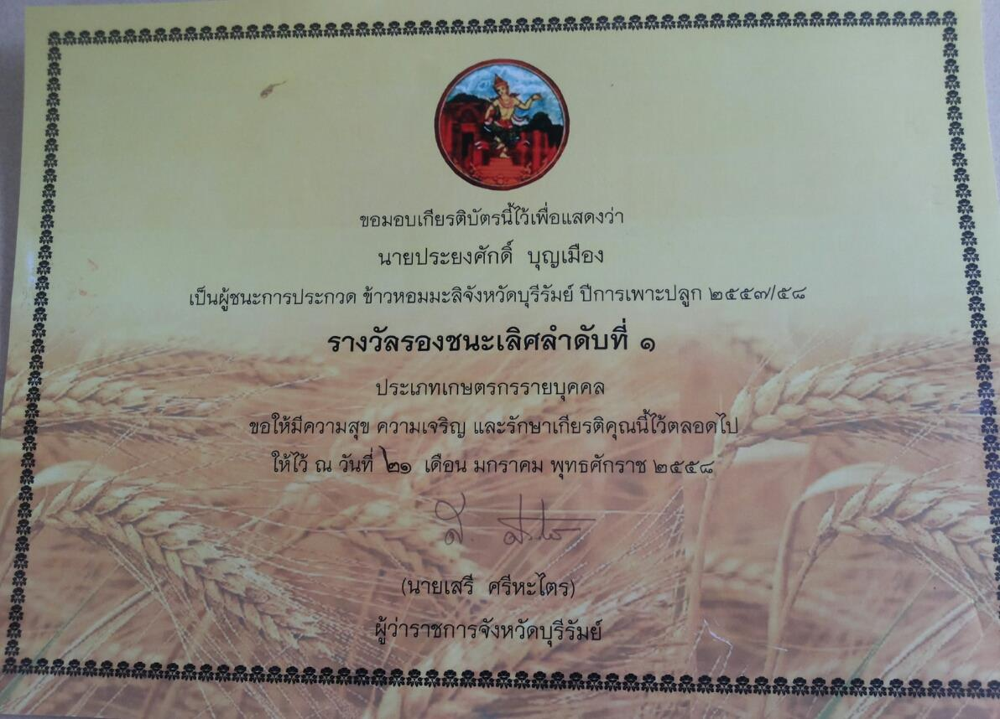 ขอมอบเกียรติบัตรนี้ไว้เพื่อแสดงว่า
นายประยงศักดิ์ บุญเมือง
เป็นผู้ชนะการประกวด ข้าวหอมมะลิจังหวัดบุรีรัมย์ ปีการเพาะปลูก ๒๕๕๗/๕๘
รางวัลรองชนะเลิศลำดับที่ ๑
ประเภทเกษตรกรรายบุคคล
ขอให้มีความสุข ความเจริญ และรักษาเกียรติคุณนี้ไว้ตลอดไป
ให้ไว้ ณ วันที่ ๒๑ เดือน มกราคม พุทธศักราช ๒๕๕๘
(นายเสรี ศรีหะไตร)
ผู้ว่าราชการจังหวัดบุรีรัมย์